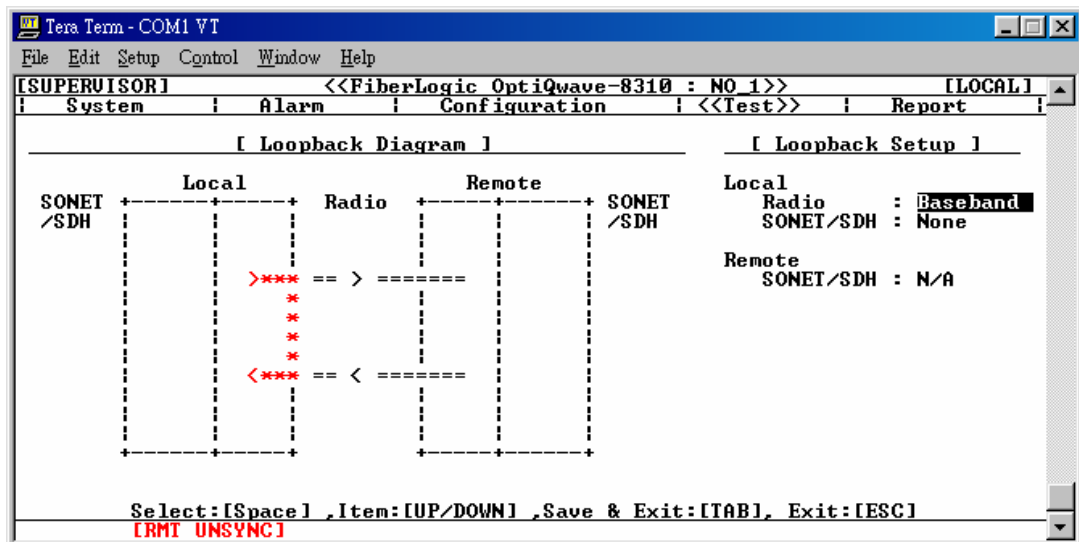 Tera Term - COM1 VT
File Edit Setup Control Window Help
[SUPERVISOR] <<FiberLogic OptiQwave-8310 : NO_1>> [LOCAL]
| System | Alarm | Configuration | <<Test>> | Report |
[ Loopback Diagram ] [ Loopback Setup ]
Local Remote Local
SONET +------+-----+ Radio +-----+------+ SONET Radio : Baseband
/SDH | | | | | | /SDH SONET/SDH : None
| | | | | |
| | | | | | Remote
| | >*** == > ======= | | SONET/SDH : N/A
| | * | | |
| | * | | |
| | * | | |
| | * | | |
| | <*** == < ======= | |
| | | | | |
| | | | | |
| | | | | |
+------+-----+ +-----+------+
Select:[Space] ,Item:[UP/DOWN] ,Save & Exit:[TAB], Exit:[ESC]
[RMT UNSYNC]